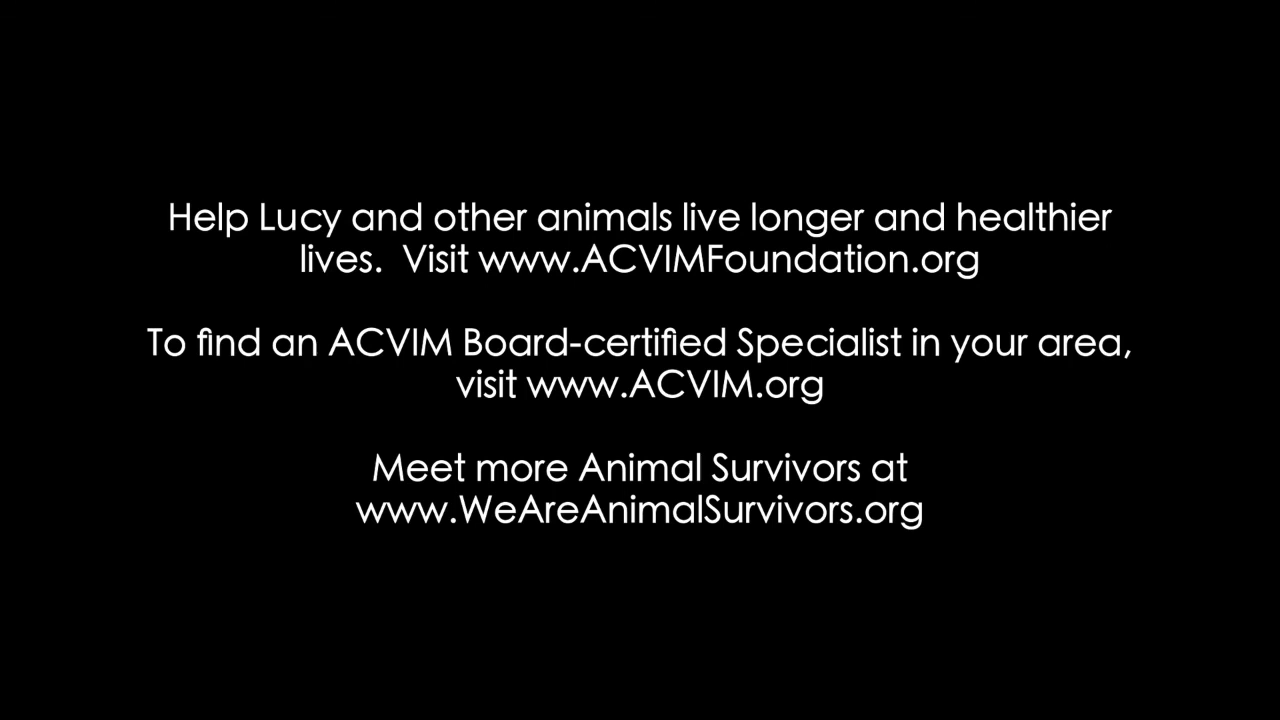 Help Lucy and other animals live longer and healthier
lives.  Visit www.ACVIMFoundation.org
To find an ACVIM Board-certified Specialist in your area,
visit www.ACVIM.org
Meet more Animal Survivors at
www.WeAreAnimalSurvivors.org